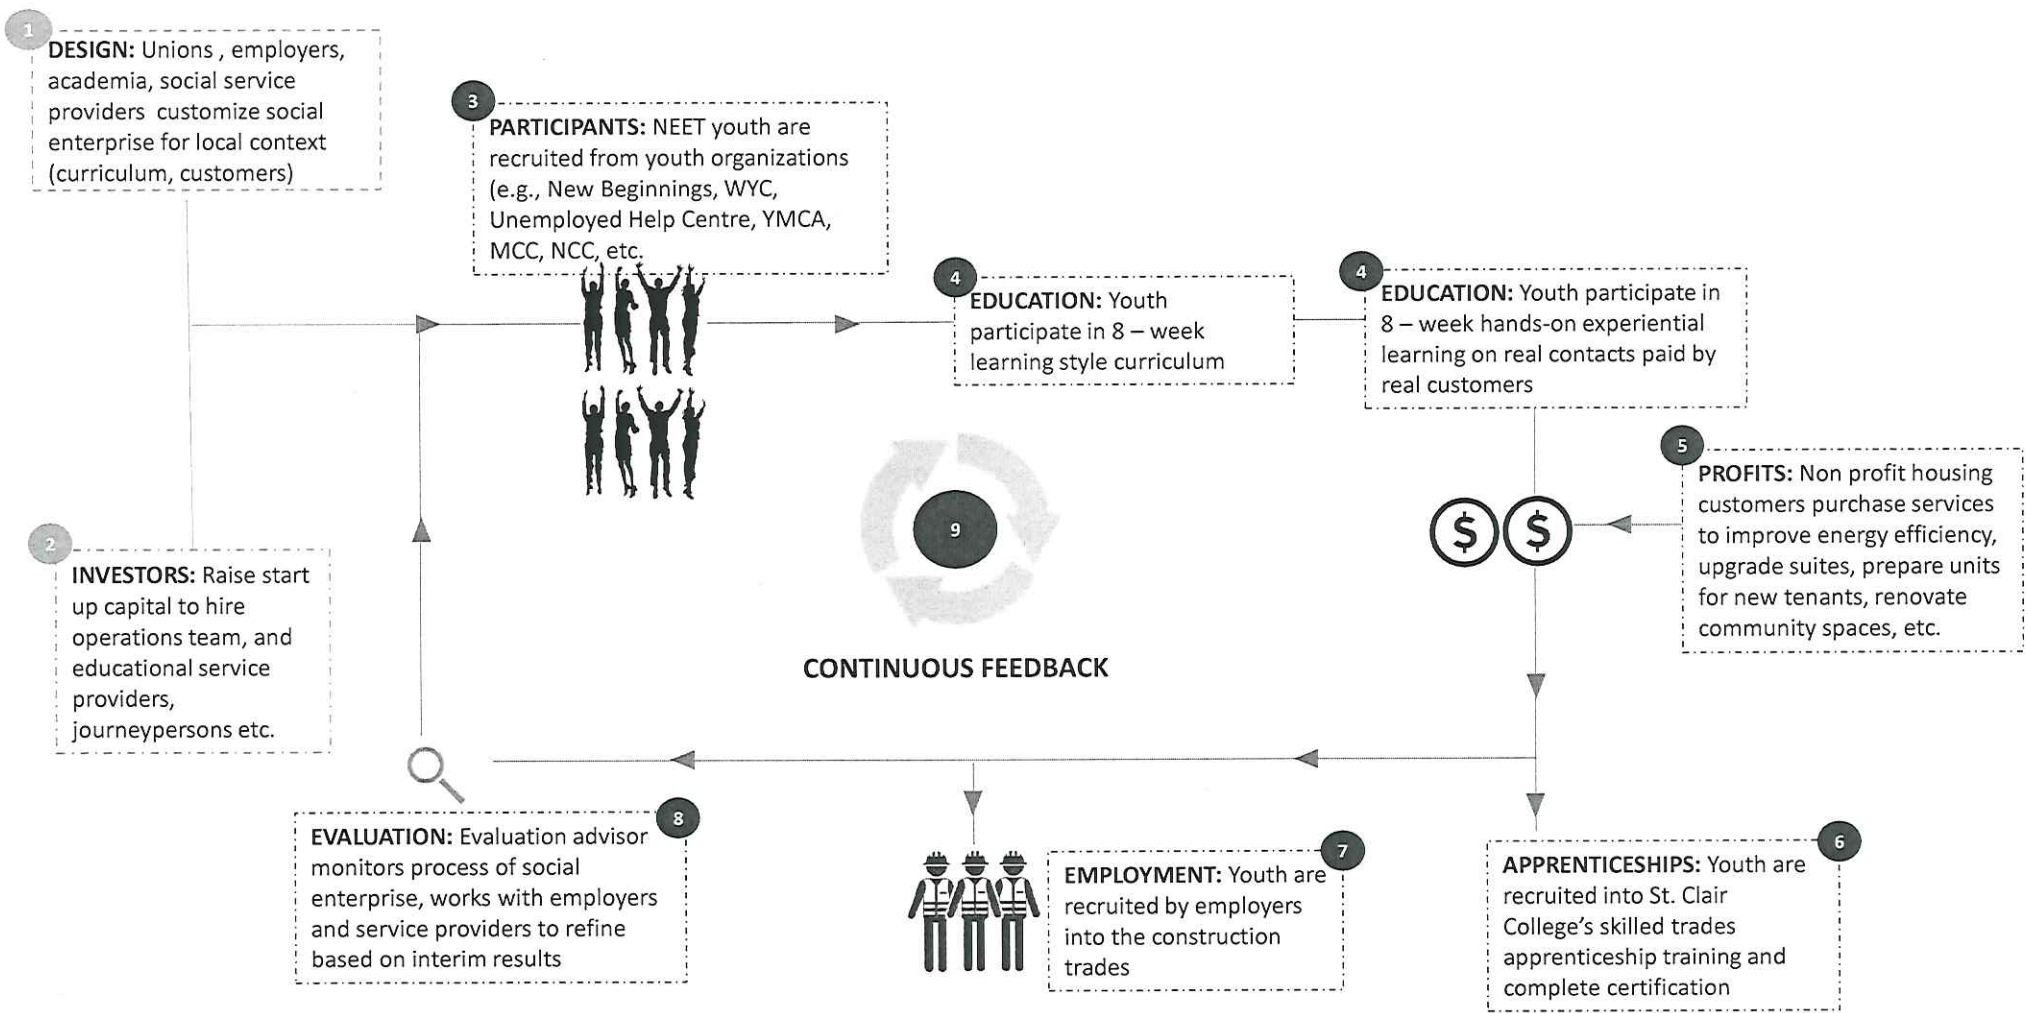 1
DESIGN: Unions , employers,
academia, social service
providers customize social
enterprise for local context
(curriculum, customers)
3
PARTICIPANTS: NEET youth are
recruited from youth organizations
(e.g., New Beginnings, WYC,
Unemployed Help Centre, YMCA,
MCC, NCC, etc.
4
EDUCATION: Youth
participate in 8 – week
learning style curriculum
4
EDUCATION: Youth participate in
8 – week hands-on experiential
learning on real contacts paid by
real customers
5
PROFITS: Non profit housing
customers purchase services
to improve energy efficiency,
upgrade suites, prepare units
for new tenants, renovate
community spaces, etc.
$ $
2
INVESTORS: Raise start
up capital to hire
operations team, and
educational service
providers,
journeypersons etc.
9
CONTINUOUS FEEDBACK
8
EVALUATION: Evaluation advisor
monitors process of social
enterprise, works with employers
and service providers to refine
based on interim results
7
EMPLOYMENT: Youth are
recruited by employers
into the construction
trades
6
APPRENTICESHIPS: Youth are
recruited into St. Clair
College's skilled trades
apprenticeship training and
complete certification